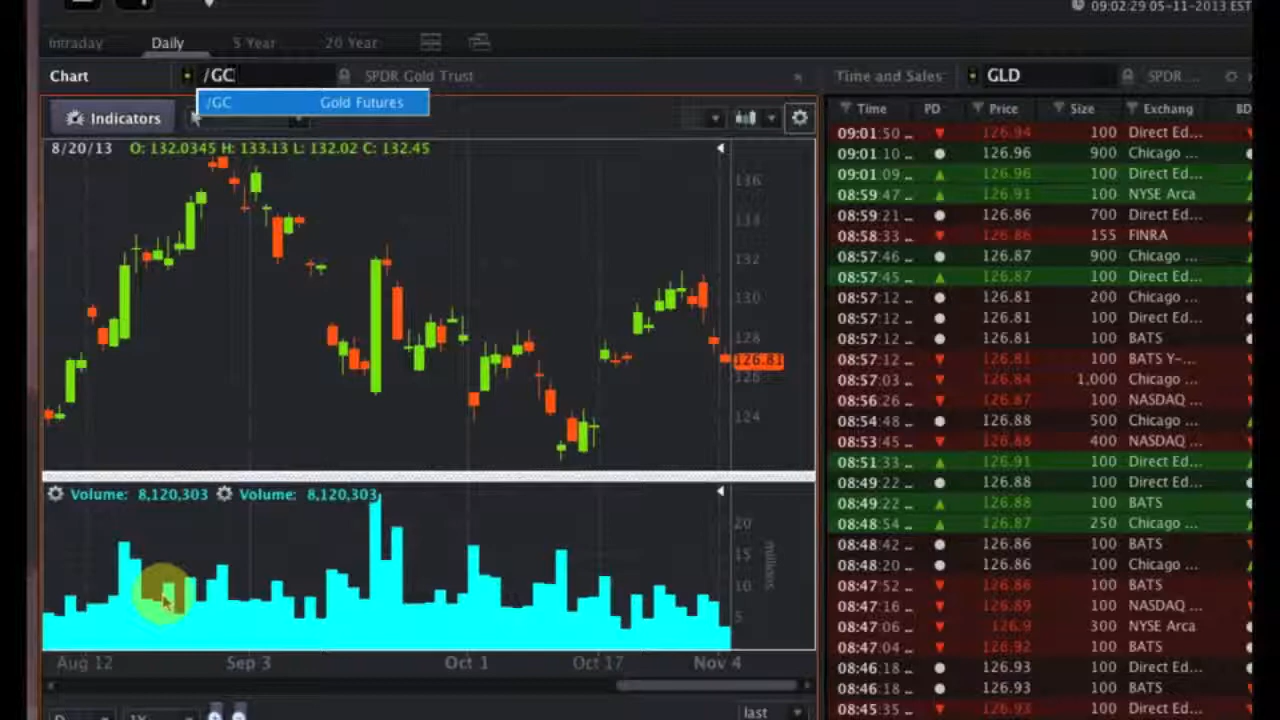 09:02:29 05-11-2013 EST
Intraday Daily 5 Year 20 Year
Chart /GC SPDR Gold Trust » Time and Sales GLD SPDR ...
/GC Gold Futures
Indicators
Time PD Price Size Exchang BD
8/20/13 O: 132.0345 H: 133.13 L: 132.02 C: 132.45
136
134
132
130
128
126.81
126
124
Volume: 8,120,303 Volume: 8,120,303
20
15
10
5
millions
Aug 12 Sep 3 Oct 1 Oct 17 Nov 4
D 1X last
09:01:50 .. 126.94 100 Direct Ed...
09:01:10 .. 126.96 900 Chicago ...
09:01:09 .. 126.96 100 Direct Ed...
08:59:47 .. 126.91 100 NYSE Arca
08:59:21 .. 126.86 700 Direct Ed...
08:58:33 .. 126.86 155 FINRA
08:57:46 .. 126.87 900 Chicago ...
08:57:45 .. 126.87 100 Direct Ed...
08:57:12 .. 126.81 200 Chicago ...
08:57:12 .. 126.81 100 Direct Ed...
08:57:12 .. 126.81 100 BATS
08:57:12 .. 126.81 100 BATS Y-...
08:57:03 .. 126.84 1,000 Chicago ...
08:56:26 .. 126.87 100 NASDAQ ...
08:54:48 .. 126.88 500 Chicago ...
08:53:45 .. 126.88 400 NASDAQ ...
08:51:33 .. 126.91 100 Direct Ed...
08:49:22 .. 126.88 100 Direct Ed...
08:49:22 .. 126.88 100 BATS
08:48:54 .. 126.87 250 Chicago ...
08:48:42 .. 126.86 100 BATS
08:48:20 .. 126.86 100 Chicago ...
08:47:52 .. 126.86 100 BATS
08:47:16 .. 126.89 100 NASDAQ ...
08:47:06 .. 126.9 300 NYSE Arca
08:47:04 .. 126.92 100 BATS
08:46:18 .. 126.93 100 Direct Ed...
08:46:18 .. 126.93 100 BATS
08:45:35 .. 126.93 100 Direct Ed...